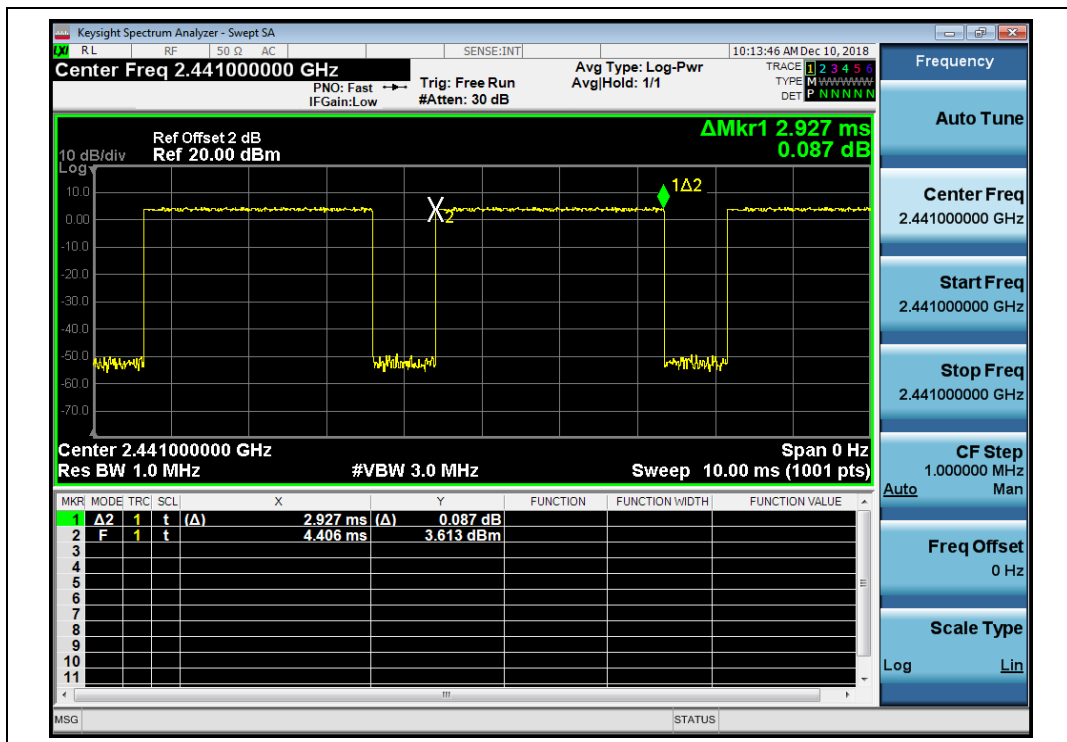 Keysight Spectrum Analyzer - Swept SA
LXI RL RF 50 Ω AC SENSE:INT 10:13:46 AM Dec 10, 2018
Center Freq 2.441000000 GHz Avg Type: Log-Pwr TRACE 1 2 3 4 5 6
PNO: Fast Trig: Free Run Avg|Hold: 1/1 TYPE M WWWWW
IFGain:Low #Atten: 30 dB DET P N N N N N
ΔMkr1 2.927 ms
0.087 dB
Ref Offset 2 dB
10 dB/div Ref 20.00 dBm
Log
10.0
0.00
-10.0
-20.0
-30.0
-40.0
-50.0
-60.0
-70.0
X2
1Δ2
Center 2.441000000 GHz Span 0 Hz
Res BW 1.0 MHz #VBW 3.0 MHz Sweep 10.00 ms (1001 pts)
MKR MODE TRC SCL X Y FUNCTION FUNCTION WIDTH FUNCTION VALUE
1 Δ2 1 t (Δ) 2.927 ms (Δ) 0.087 dB
2 F 1 t 4.406 ms 3.613 dBm
3
4
5
6
7
8
9
10
11
MSG STATUS
Frequency
Auto Tune
Center Freq
2.441000000 GHz
Start Freq
2.441000000 GHz
Stop Freq
2.441000000 GHz
CF Step
1.000000 MHz
Auto Man
Freq Offset
0 Hz
Scale Type
Log Lin